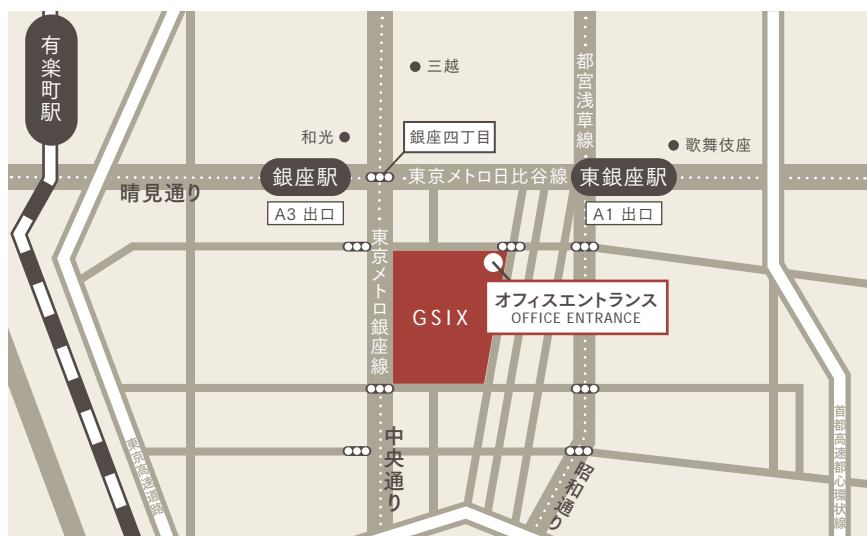 有楽町駅
三越
都宮浅草線
和光
銀座四丁目
歌舞伎座
銀座駅
東京メトロ日比谷線
東銀座駅
晴見通り
A3 出口
A1 出口
東京メトロ銀座線
GSIX
オフィスエントランス
OFFICE ENTRANCE
中央通り
昭和通り
東京高速道路
首都高速都心環状線